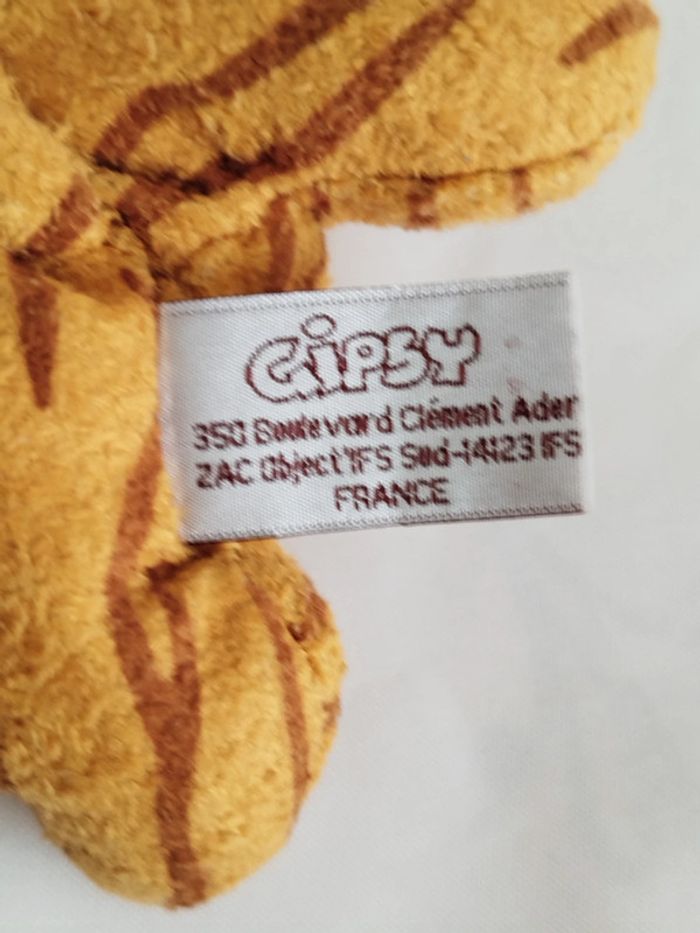 GiPSY
350 Boulevard Clément Ader
ZAC Object'IFS Sud-14123 IFS
FRANCE